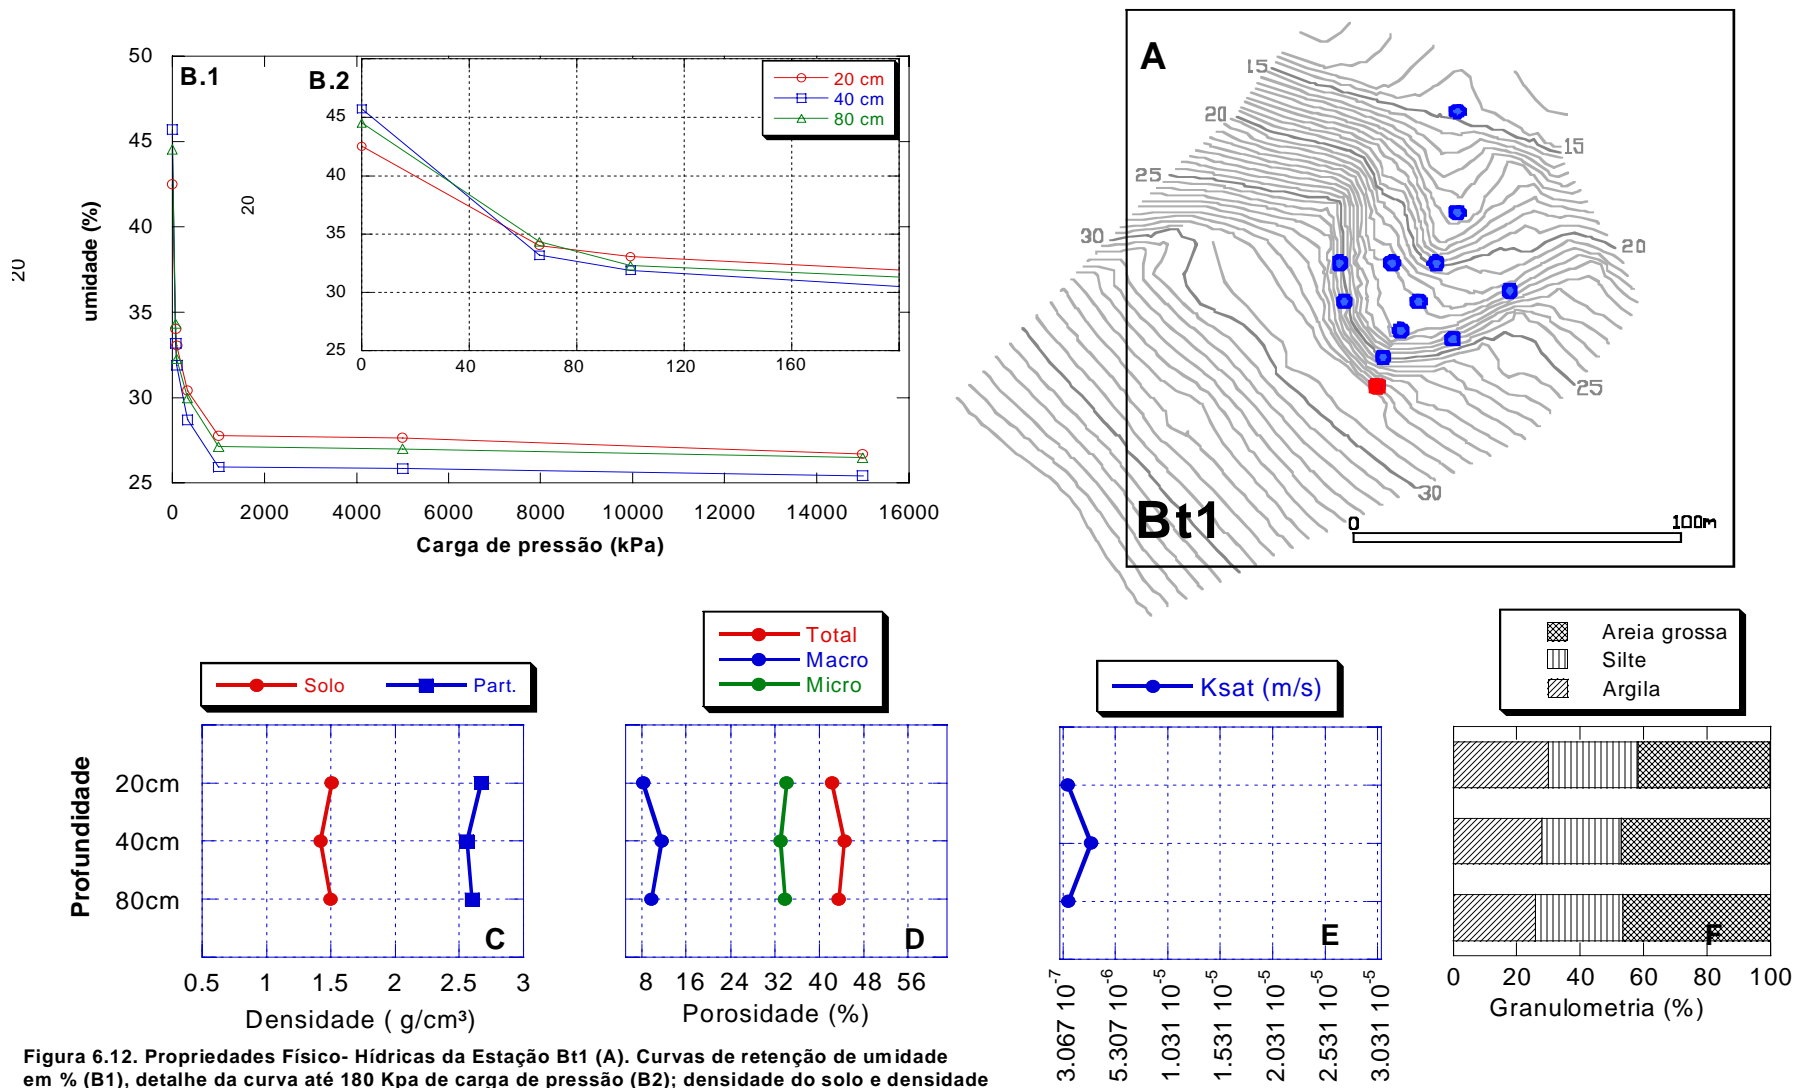 50
45
40
35
30
25
umidade (%)
20
20
B.1
B.2
45
40
35
30
25
0
40
80
120
160
20 cm
40 cm
80 cm
0
2000
4000
6000
8000
10000
12000
14000
16000
Carga de pressão (kPa)
A
15
20
25
30
15
20
25
30
Bt1
0
100m
Solo
Part.
Profundidade
20cm
40cm
80cm
C
0.5
1
1.5
2
2.5
3
Densidade ( g/cm³)
Total
Macro
Micro
D
8
16
24
32
40
48
56
Porosidade (%)
Ksat (m/s)
E
3.067 10⁻⁷
5.307 10⁻⁶
1.031 10⁻⁵
1.531 10⁻⁵
2.031 10⁻⁵
2.531 10⁻⁵
3.031 10⁻⁵
Areia grossa
Silte
Argila
F
0
20
40
60
80
100
Granulometria (%)
Figura 6.12. Propriedades Físico- Hídricas da Estação Bt1 (A). Curvas de retenção de umidade
em % (B1), detalhe da curva até 180 Kpa de carga de pressão (B2); densidade do solo e densidade